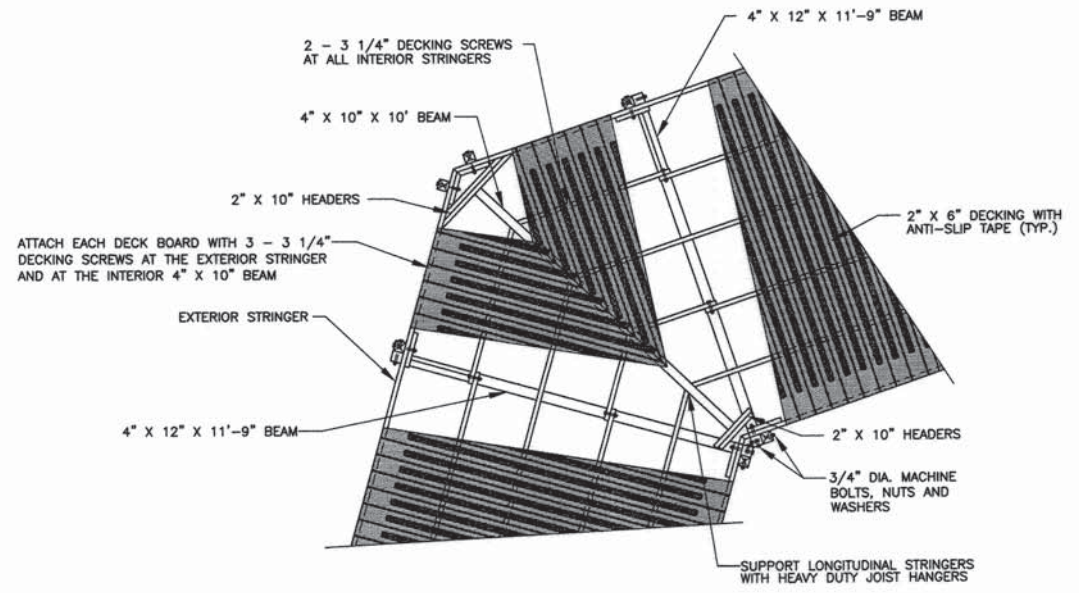 4" X 12" X 11'-9" BEAM
2 - 3 1/4" DECKING SCREWS
AT ALL INTERIOR STRINGERS
4" X 10" X 10' BEAM
2" X 10" HEADERS
2" X 6" DECKING WITH
ANTI-SLIP TAPE (TYP.)
ATTACH EACH DECK BOARD WITH 3 - 3 1/4"
DECKING SCREWS AT THE EXTERIOR STRINGER
AND AT THE INTERIOR 4" X 10" BEAM
EXTERIOR STRINGER
4" X 12" X 11'-9" BEAM
2" X 10" HEADERS
3/4" DIA. MACHINE
BOLTS, NUTS AND
WASHERS
SUPPORT LONGITUDINAL STRINGERS
WITH HEAVY DUTY JOIST HANGERS